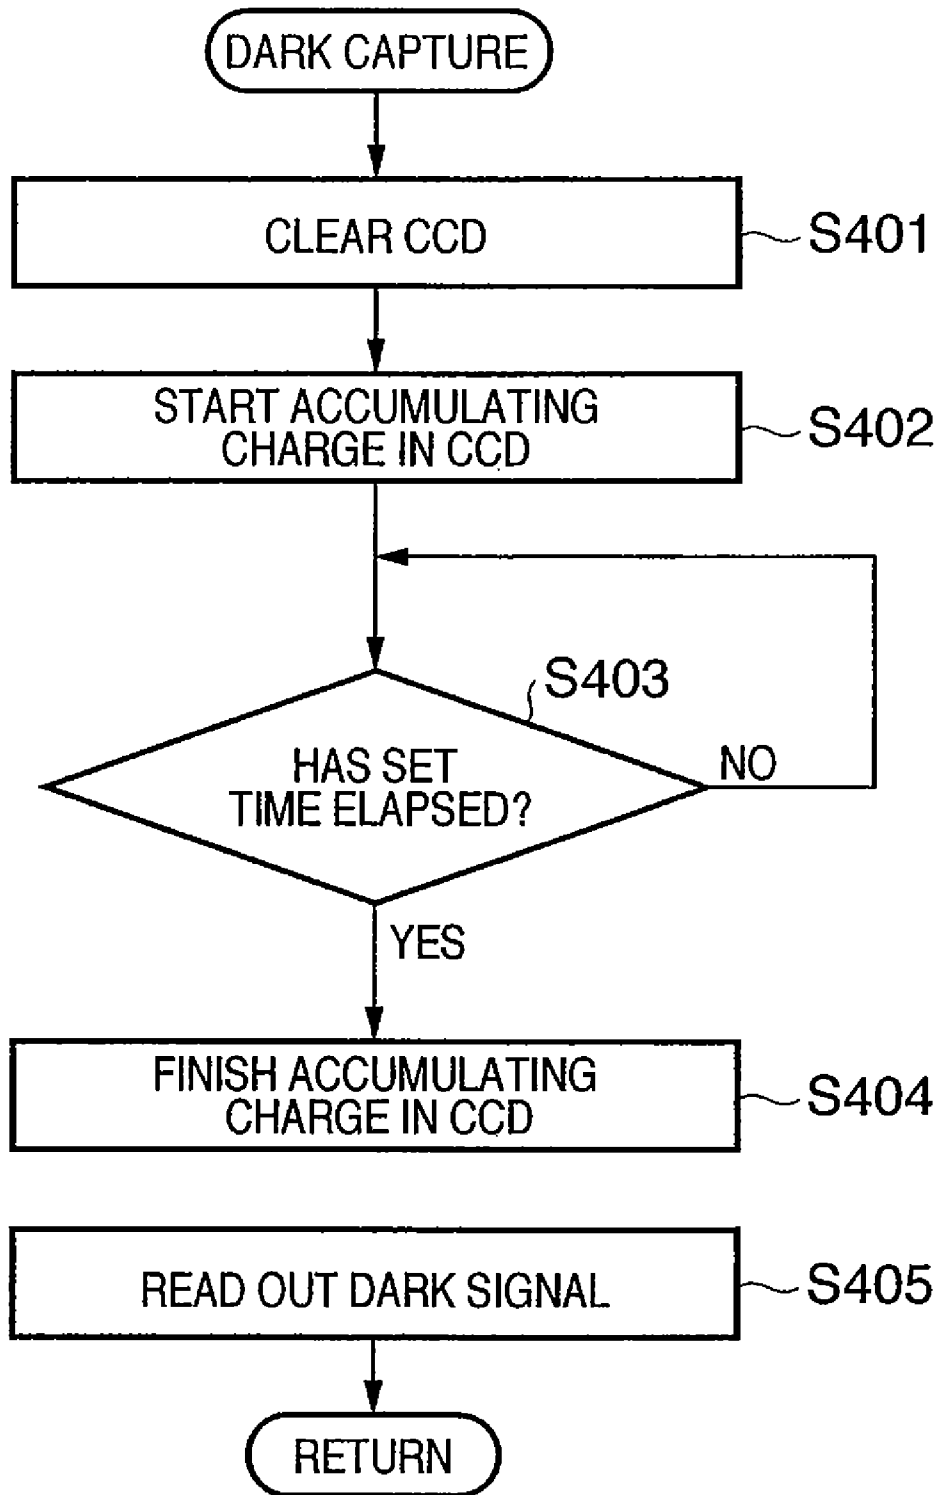 DARK CAPTURE
CLEAR CCD
S401
START ACCUMULATING
CHARGE IN CCD
S402
S403
HAS SET
TIME ELAPSED?
NO
YES
FINISH ACCUMULATING
CHARGE IN CCD
S404
READ OUT DARK SIGNAL
S405
RETURN